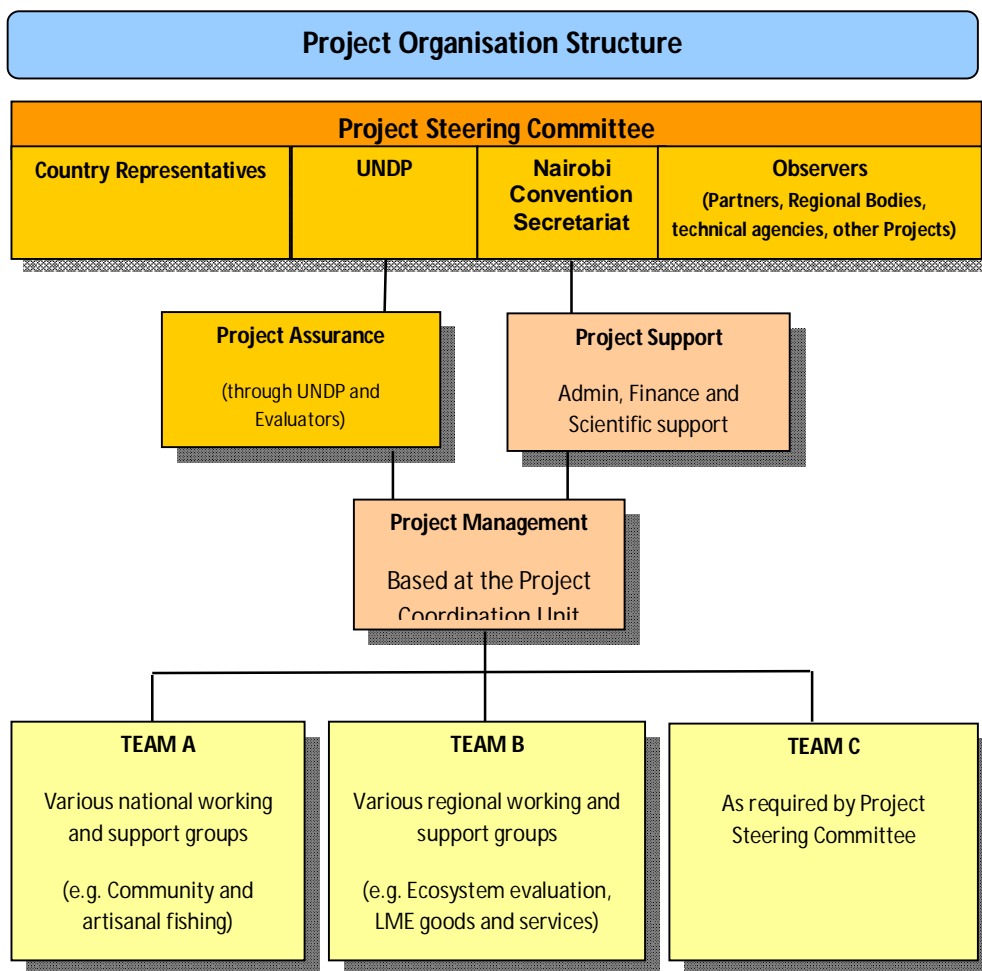 Project Organisation Structure
Project Steering Committee
Country Representatives
UNDP
Nairobi
Convention
Secretariat
Observers
(Partners, Regional Bodies,
technical agencies, other Projects)
Project Assurance
(through UNDP and
Evaluators)
Project Support
Admin, Finance and
Scientific support
Project Management
Based at the Project
Coordination Unit
TEAM A
Various national working
and support groups
(e.g. Community and
artisanal fishing)
TEAM B
Various regional working and
support groups
(e.g. Ecosystem evaluation,
LME goods and services)
TEAM C
As required by Project
Steering Committee